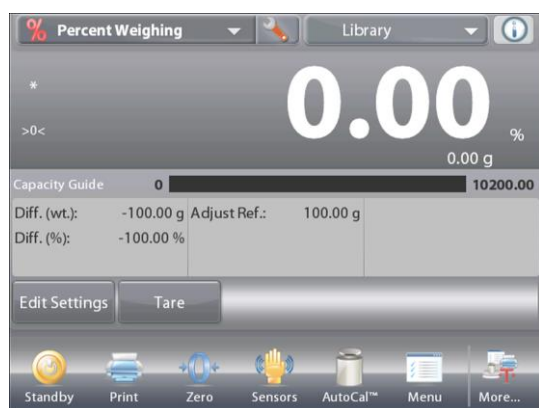 % Percent Weighing Library
*
0.00
>0< %
0.00 g
Capacity Guide 0 10200.00
Diff. (wt.): -100.00 g Adjust Ref.: 100.00 g
Diff. (%): -100.00 %
Edit Settings Tare
Standby Print Zero Sensors AutoCal™ Menu More...